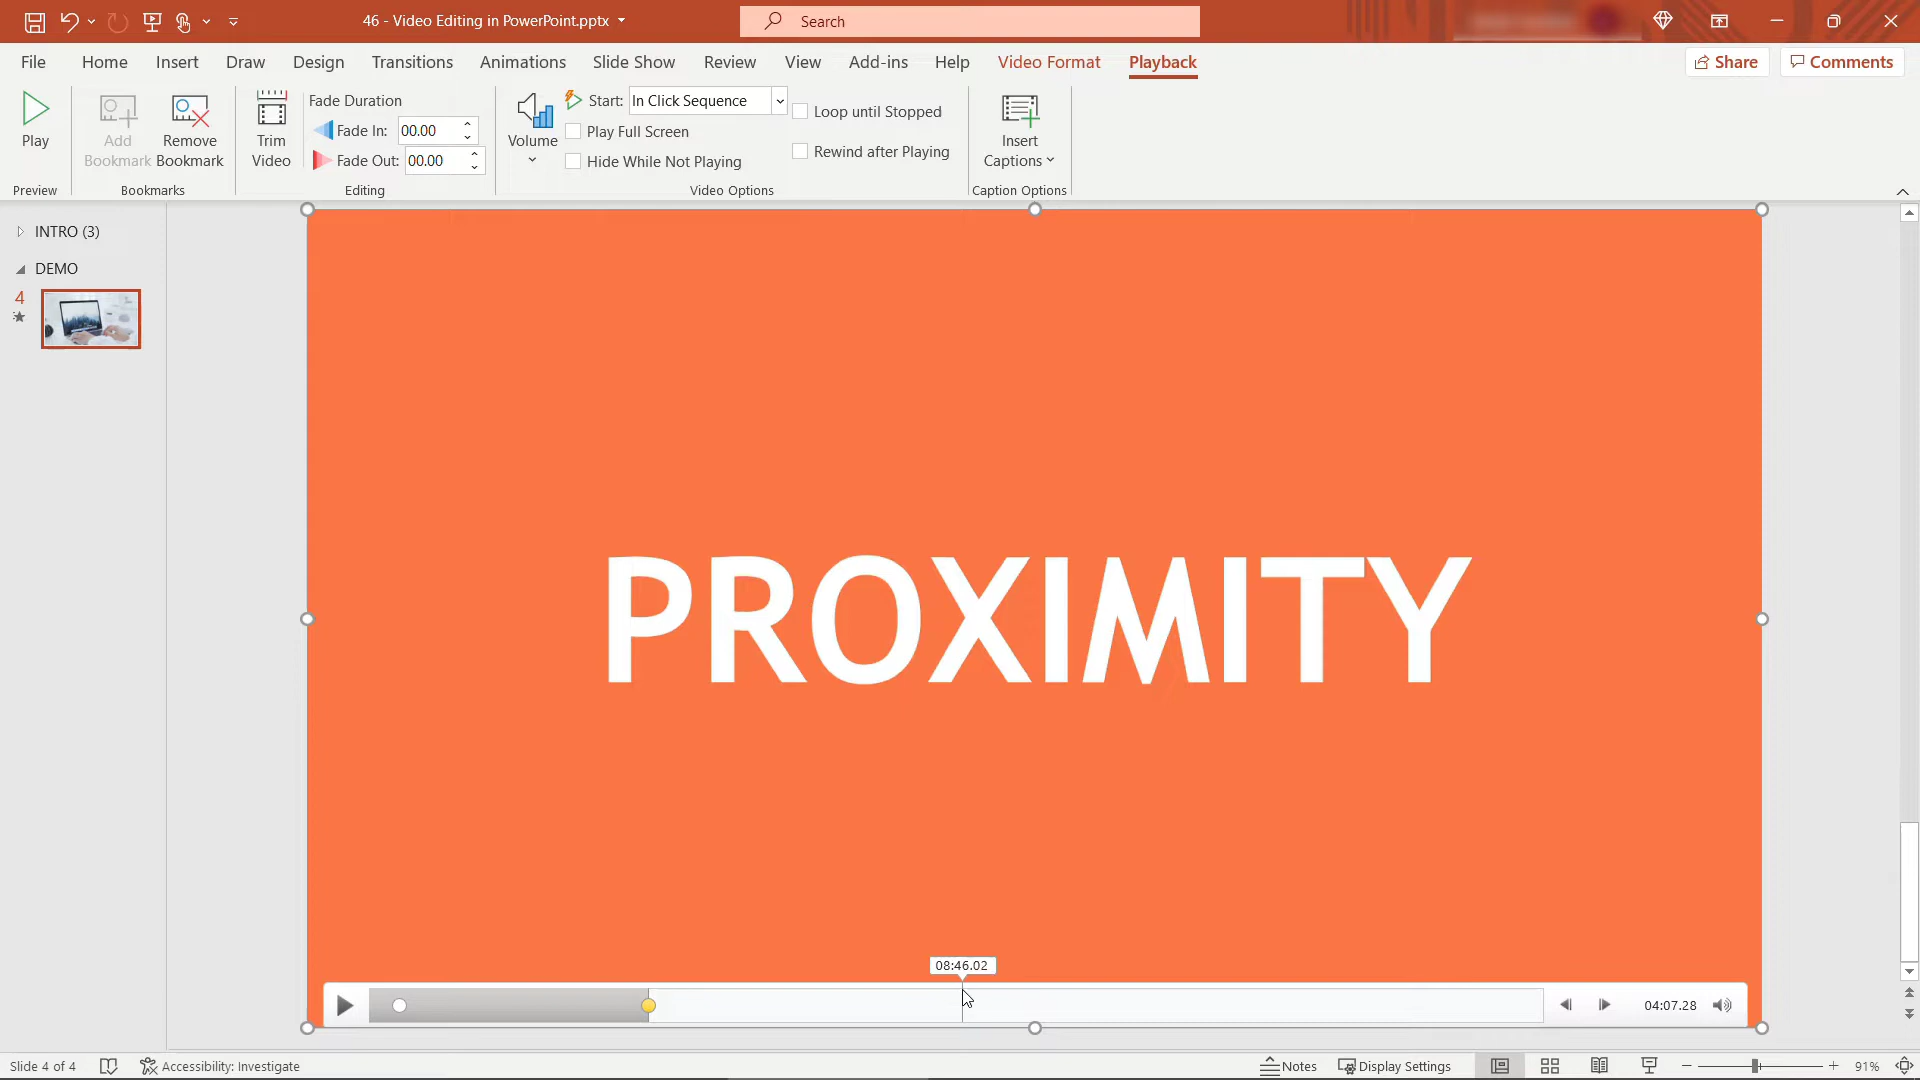 46 - Video Editing in PowerPoint.pptx
Search
File Home Insert Draw Design Transitions Animations Slide Show Review View Add-ins Help Video Format Playback
Share Comments
Play
Preview
Add Bookmark
Remove Bookmark
Bookmarks
Trim Video
Fade Duration
Fade In: 00.00
Fade Out: 00.00
Editing
Volume
Start: In Click Sequence
Play Full Screen
Hide While Not Playing
Loop until Stopped
Rewind after Playing
Video Options
Insert Captions
Caption Options
INTRO (3)
DEMO
4
PROXIMITY
08:46.02
04:07.28
Slide 4 of 4
Accessibility: Investigate
Notes
Display Settings
91%